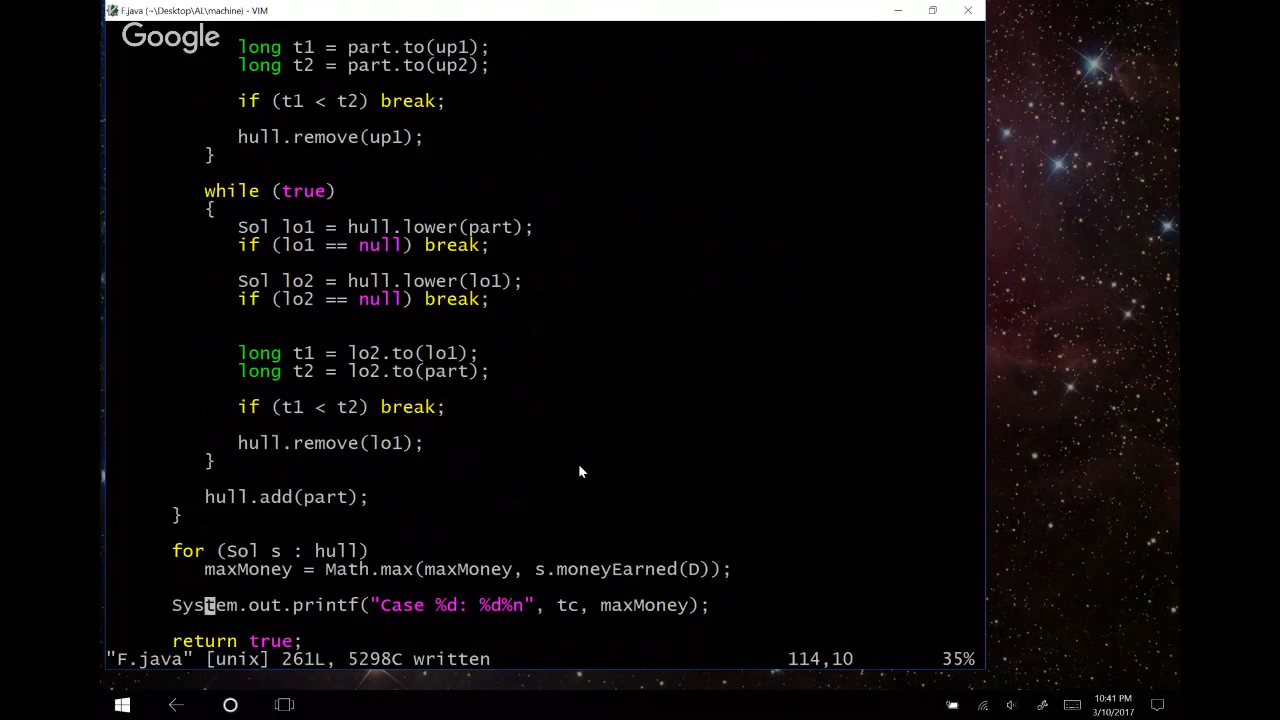 F.java (~\Desktop\AL\machine) - VIM
Google
long t1 = part.to(up1);
long t2 = part.to(up2);
if (t1 < t2) break;
hull.remove(up1);
}
while (true)
{
Sol lo1 = hull.lower(part);
if (lo1 == null) break;
Sol lo2 = hull.lower(lo1);
if (lo2 == null) break;
long t1 = lo2.to(lo1);
long t2 = lo2.to(part);
if (t1 < t2) break;
hull.remove(lo1);
}
hull.add(part);
}
for (Sol s : hull)
maxMoney = Math.max(maxMoney, s.moneyEarned(D));
System.out.printf("Case %d: %d%n", tc, maxMoney);
return true;
"F.java" [unix] 261L, 5298C written 114,10 35%
10:41 PM
3/10/2017